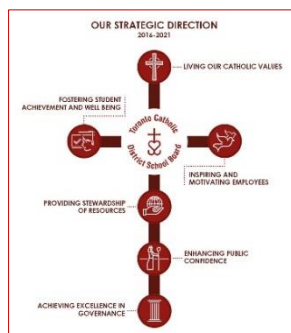 OUR STRATEGIC DIRECTION
2016-2021
LIVING OUR CATHOLIC VALUES
FOSTERING STUDENT
ACHIEVEMENT AND WELL BEING
Toronto Catholic
District School Board
INSPIRING AND
MOTIVATING EMPLOYEES
PROVIDING STEWARDSHIP
OF RESOURCES
ENHANCING PUBLIC
CONFIDENCE
ACHIEVING EXCELLENCE IN
GOVERNANCE